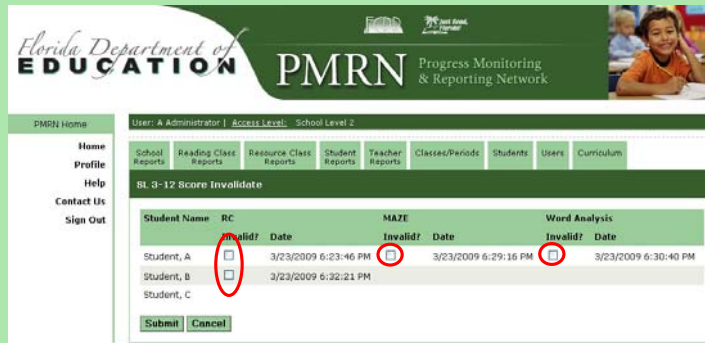 Florida Department of
EDUCATION
FCRR
Just Read,
Florida!
PMRN
Progress Monitoring
& Reporting Network
PMRN Home
Home
Profile
Help
Contact Us
Sign Out
User: A Administrator | Access Level: School Level 2
School Reports
Reading Class Reports
Resource Class Reports
Student Reports
Teacher Reports
Classes/Periods
Students
Users
Curriculum
SL 3-12 Score Invalidate
Student Name RC MAZE Word Analysis
Invalid? Date Invalid? Date Invalid? Date
Student, A 3/23/2009 6:23:46 PM 3/23/2009 6:29:16 PM 3/23/2009 6:30:40 PM
Student, B 3/23/2009 6:32:21 PM
Student, C
Submit Cancel